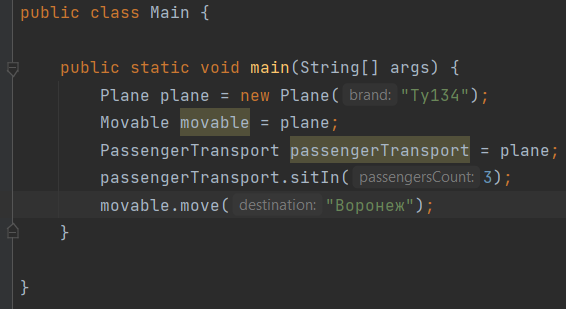 public class Main {
public static void main(String[] args) {
Plane plane = new Plane( brand: "Ту134");
Movable movable = plane;
PassengerTransport passengerTransport = plane;
passengerTransport.sitIn( passengersCount: 3);
movable.move( destination: "Воронеж");
}
}